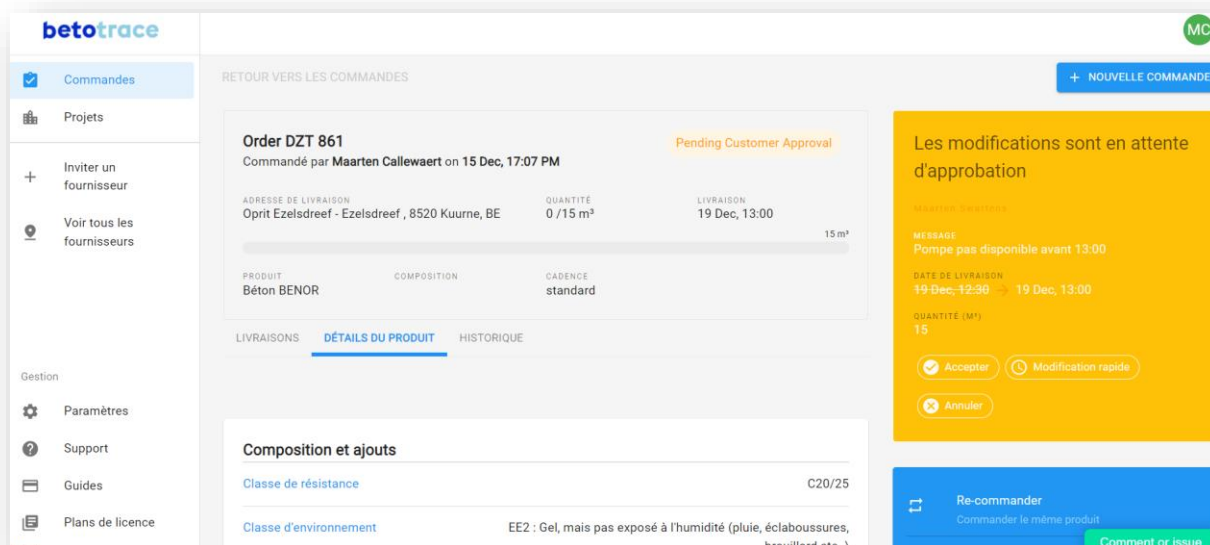 betotrace
MC
Commandes
Projets
Inviter un
fournisseur
Voir tous les
fournisseurs
Gestion
Paramètres
Support
Guides
Plans de licence
RETOUR VERS LES COMMANDES
+ NOUVELLE COMMANDE
Order DZT 861
Pending Customer Approval
Commandé par Maarten Callewaert on 15 Dec, 17:07 PM
ADRESSE DE LIVRAISON
QUANTITÉ
LIVRAISON
Oprit Ezelsdreef - Ezelsdreef , 8520 Kuurne, BE
0 /15 m³
19 Dec, 13:00
15 m³
PRODUIT
COMPOSITION
CADENCE
Béton BENOR
standard
LIVRAISONS
DÉTAILS DU PRODUIT
HISTORIQUE
Composition et ajouts
Classe de résistance
C20/25
Classe d'environnement
EE2 : Gel, mais pas exposé à l'humidité (pluie, éclaboussures,
brouillard etc.)
Les modifications sont en attente
d'approbation
Maarten
MESSAGE
Pompe pas disponible avant 13:00
DATE DE LIVRAISON
19 Dec, 12:30 → 19 Dec, 13:00
QUANTITÉ (M³)
15
Accepter
Modification rapide
Annuler
Re-commander
Commander le même produit
Comment or issue